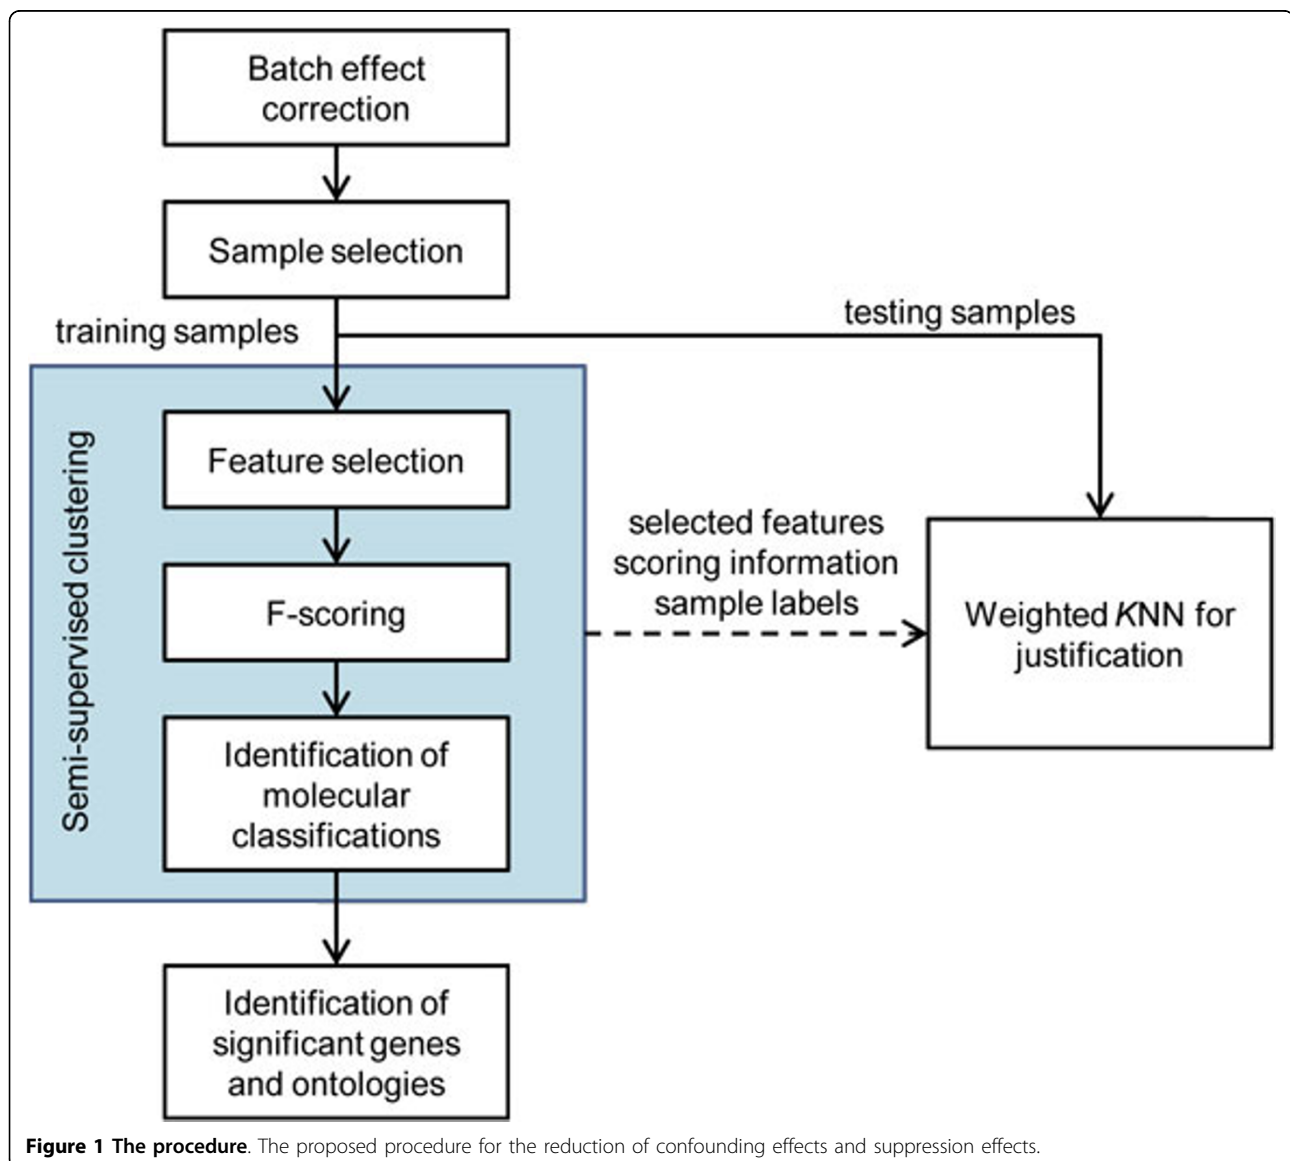 Batch effect
correction
Sample selection
training samples
testing samples
Semi-supervised clustering
Feature selection
F-scoring
Identification of
molecular
classifications
selected features
scoring information
sample labels
Weighted KNN for
justification
Identification of
significant genes
and ontologies
Figure 1 The procedure. The proposed procedure for the reduction of confounding effects and suppression effects.